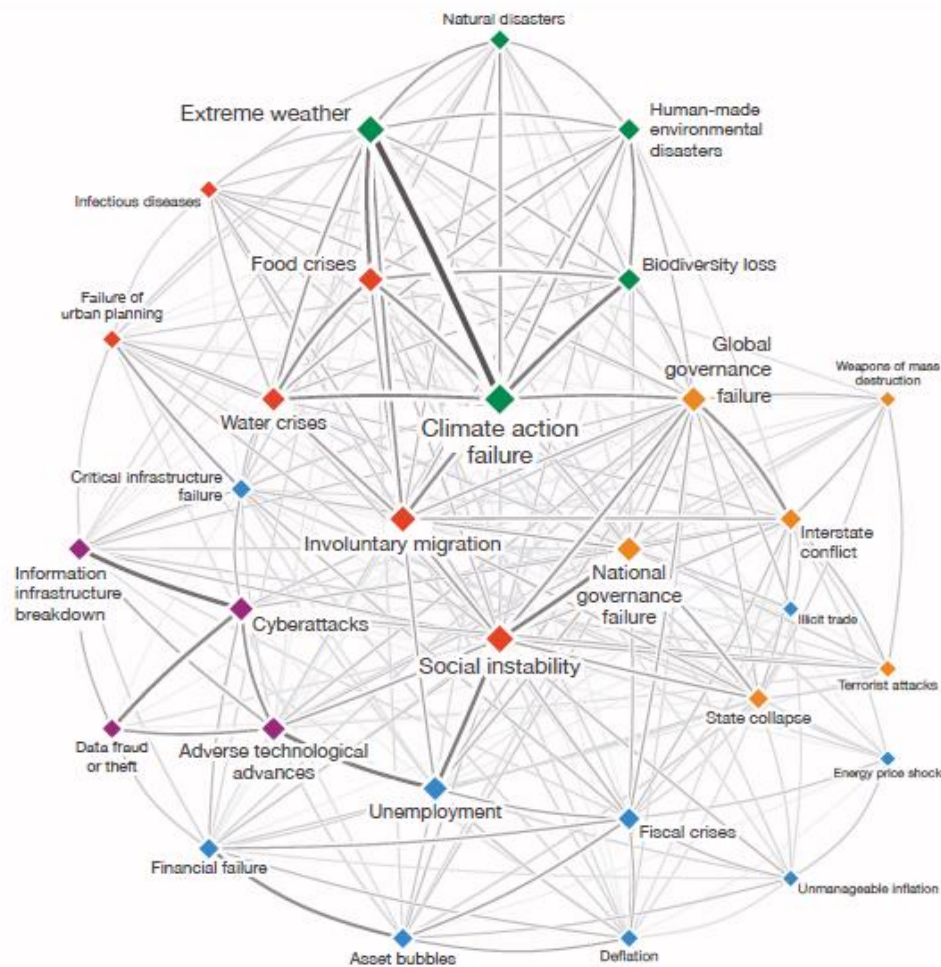 Natural disasters
Extreme weather
Human-made
environmental
disasters
Infectious diseases
Food crises
Biodiversity loss
Failure of
urban planning
Global
governance
failure
Weapons of mass
destruction
Water crises
Climate action
failure
Critical infrastructure
failure
Involuntary migration
Interstate
conflict
Information
infrastructure
breakdown
National
governance
failure
Cyberattacks
Illicit trade
Social instability
Terrorist attacks
State collapse
Data fraud
or theft
Adverse technological
advances
Energy price shock
Unemployment
Fiscal crises
Financial failure
Unmanageable inflation
Asset bubbles
Deflation